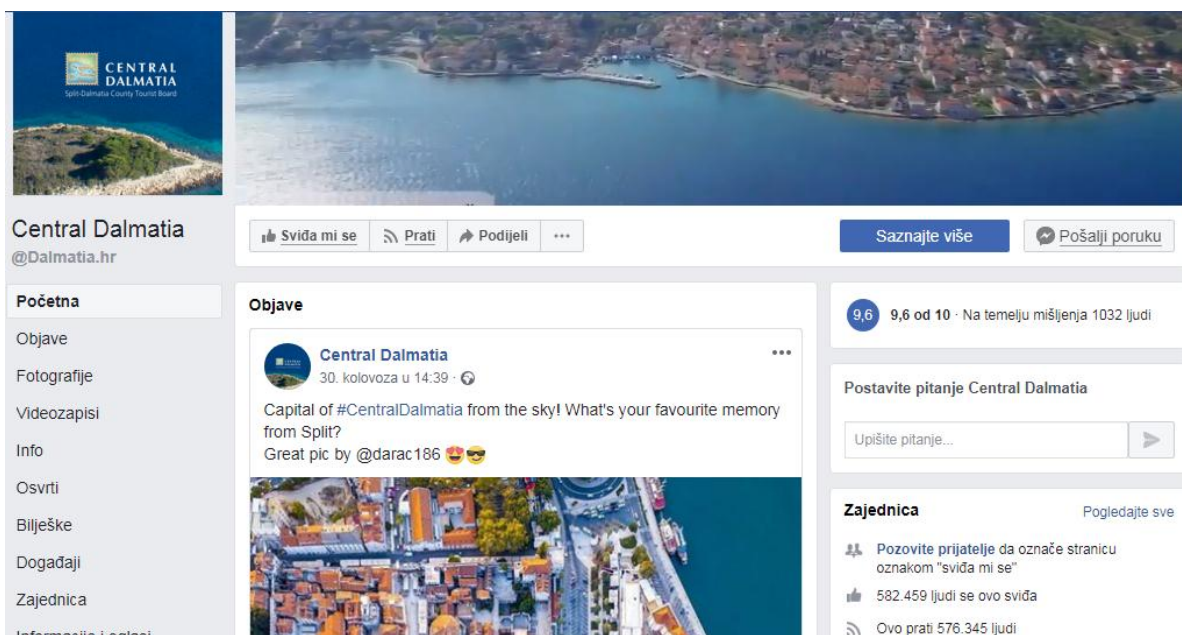 CENTRAL
DALMATIA
Split-Dalmatia County Tourist Board
Central Dalmatia
@Dalmatia.hr
Početna
Objave
Fotografije
Videozapisi
Info
Osvrti
Bilješke
Događaji
Zajednica
Informacije i oglasi
Sviđa mi se
Prati
Podijeli
Saznajte više
Pošalji poruku
Objave
Central Dalmatia
30. kolovoza u 14:39 ·
Capital of #CentralDalmatia from the sky! What's your favourite memory
from Split?
Great pic by @darac186 😍😎
9,6
9,6 od 10 · Na temelju mišljenja 1032 ljudi
Postavite pitanje Central Dalmatia
Upišite pitanje...
Zajednica
Pogledajte sve
Pozovite prijatelje da označe stranicu
oznakom "sviđa mi se"
582.459 ljudi se ovo sviđa
Ovo prati 576.345 ljudi